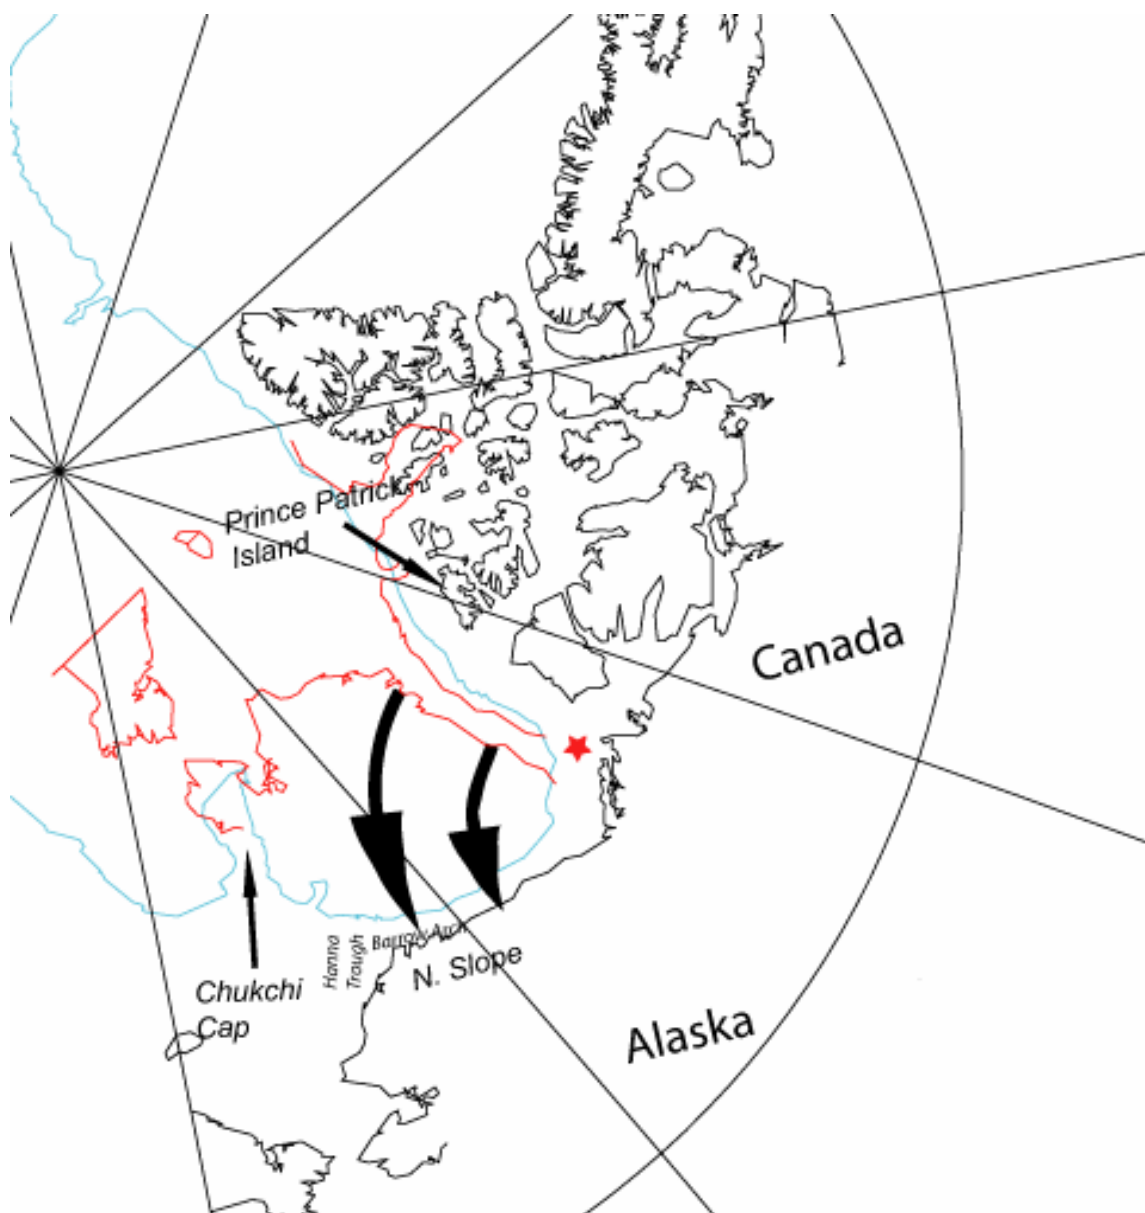 Prince Patrick
Island
Canada
Barrow Arch
Hanna
Trough
N. Slope
Chukchi
Cap
Alaska